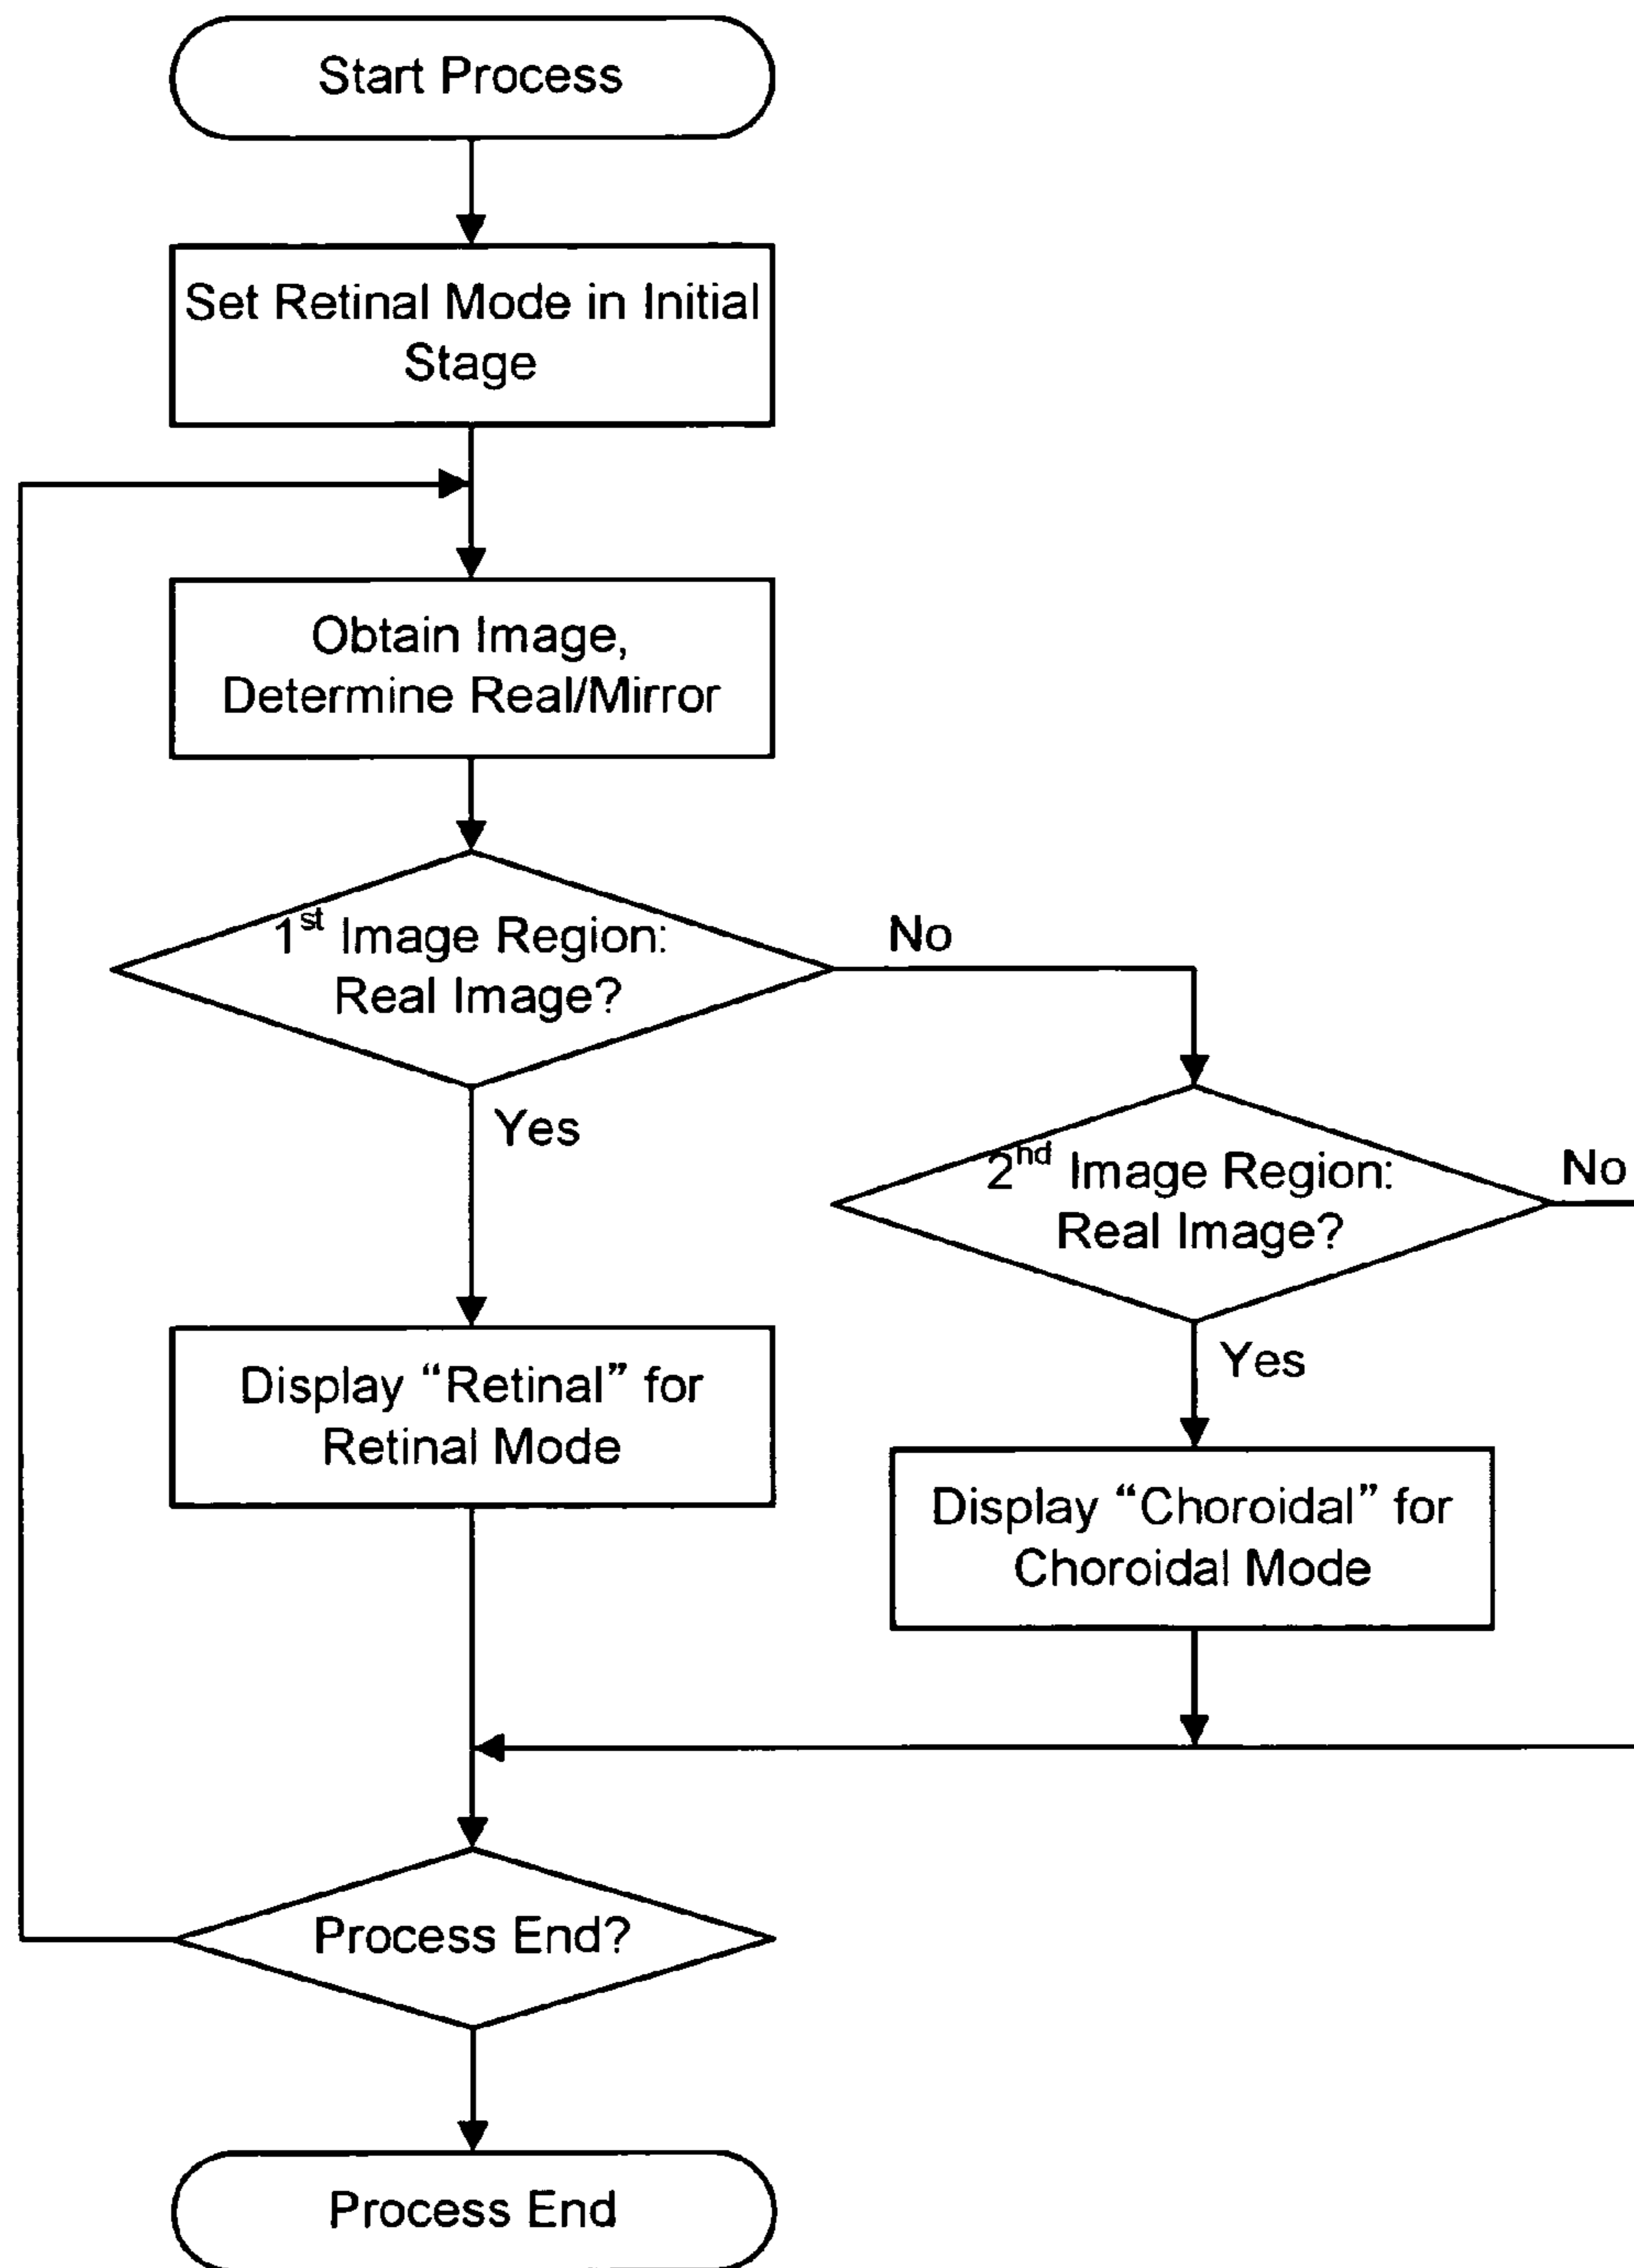 Start Process
Set Retinal Mode in Initial
Stage
Obtain Image,
Determine Real/Mirror
1st Image Region:
Real Image?
No
Yes
2nd Image Region:
Real Image?
No
Yes
Display “Retinal” for
Retinal Mode
Display “Choroidal” for
Choroidal Mode
Process End?
Process End